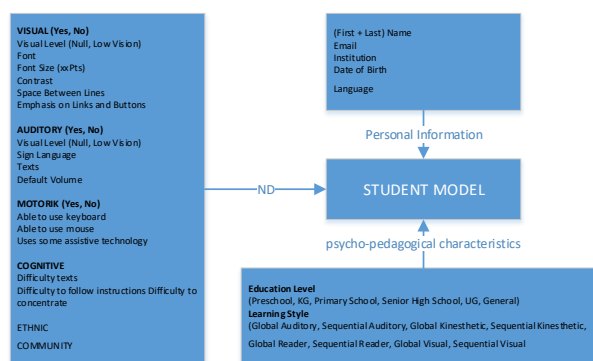 VISUAL (Yes, No)
Visual Level (Null, Low Vision)
Font
Font Size (xxPts)
Contrast
Space Between Lines
Emphasis on Links and Buttons
AUDITORY (Yes, No)
Visual Level (Null, Low Vision)
Sign Language
Texts
Default Volume
MOTORIK (Yes, No)
Able to use keyboard
Able to use mouse
Uses some assistive technology
COGNITIVE
Difficulty texts
Difficulty to follow instructions Difficulty to
concentrate
ETHNIC
COMMUNITY
ND
(First + Last) Name
Email
Institution
Date of Birth
Language
Personal Information
STUDENT MODEL
psycho-pedagogical characteristics
Education Level
(Preschool, KG, Primary School, Senior High School, UG, General)
Learning Style
(Global Auditory, Sequential Auditory, Global Kinesthetic, Sequential Kinesthetic,
Global Reader, Sequential Reader, Global Visual, Sequential Visual